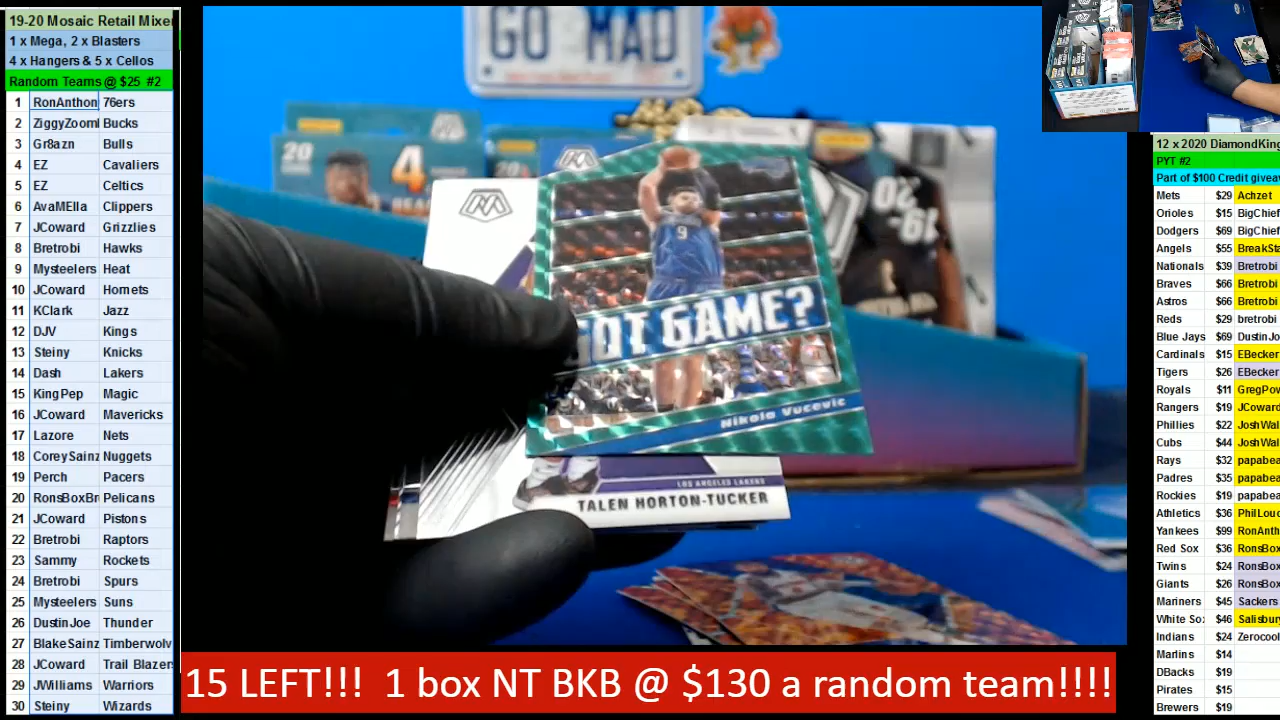 19-20 Mosaic Retail Mixer
1 x Mega, 2 x Blasters
4 x Hangers & 5 x Cellos
Random Teams @ $25 #2
1 RonAnthon 76ers
2 ZiggyZooml Bucks
3 Gr8azn Bulls
4 EZ Cavaliers
5 EZ Celtics
6 AvaMElla Clippers
7 JCoward Grizzlies
8 Bretrobi Hawks
9 Mysteelers Heat
10 JCoward Hornets
11 KClark Jazz
12 DJV Kings
13 Steiny Knicks
14 Dash Lakers
15 KingPep Magic
16 JCoward Mavericks
17 Lazore Nets
18 CoreySainz Nuggets
19 Perch Pacers
20 RonsBoxBr Pelicans
21 JCoward Pistons
22 Bretrobi Raptors
23 Sammy Rockets
24 Bretrobi Spurs
25 Mysteelers Suns
26 DustinJoe Thunder
27 BlakeSainz Timberwolv
28 JCoward Trail Blazers
29 JWilliams Warriors
30 Steiny Wizards
GO MAD
20
4
19-20
9
GOT GAME?
Nikola Vucevic
LOS ANGELES LAKERS
TALEN HORTON-TUCKER
15 LEFT!!! 1 box NT BKB @ $130 a random team!!!!
12 x 2020 DiamondKing
PYT #2
Part of $100 Credit giveav
Mets $29 Achzet
Orioles $15 BigChief
Dodgers $69 BigChief
Angels $55 BreakSta
Nationals $39 Bretrobi
Braves $66 Bretrobi
Astros $66 Bretrobi
Reds $29 bretrobi
Blue Jays $69 DustinJo
Cardinals $15 EBecker
Tigers $26 EBecker
Royals $11 GregPov
Rangers $19 JCoward
Phillies $22 JoshWal
Cubs $44 JoshWal
Rays $32 papabea
Padres $35 papabea
Rockies $19 papabea
Athletics $36 PhilLouc
Yankees $99 RonAnth
Red Sox $36 RonsBox
Twins $24 RonsBox
Giants $26 RonsBox
Mariners $45 Sackers
White Sox $46 Salisbury
Indians $24 Zerocool
Marlins $14
DBacks $19
Pirates $15
Brewers $19